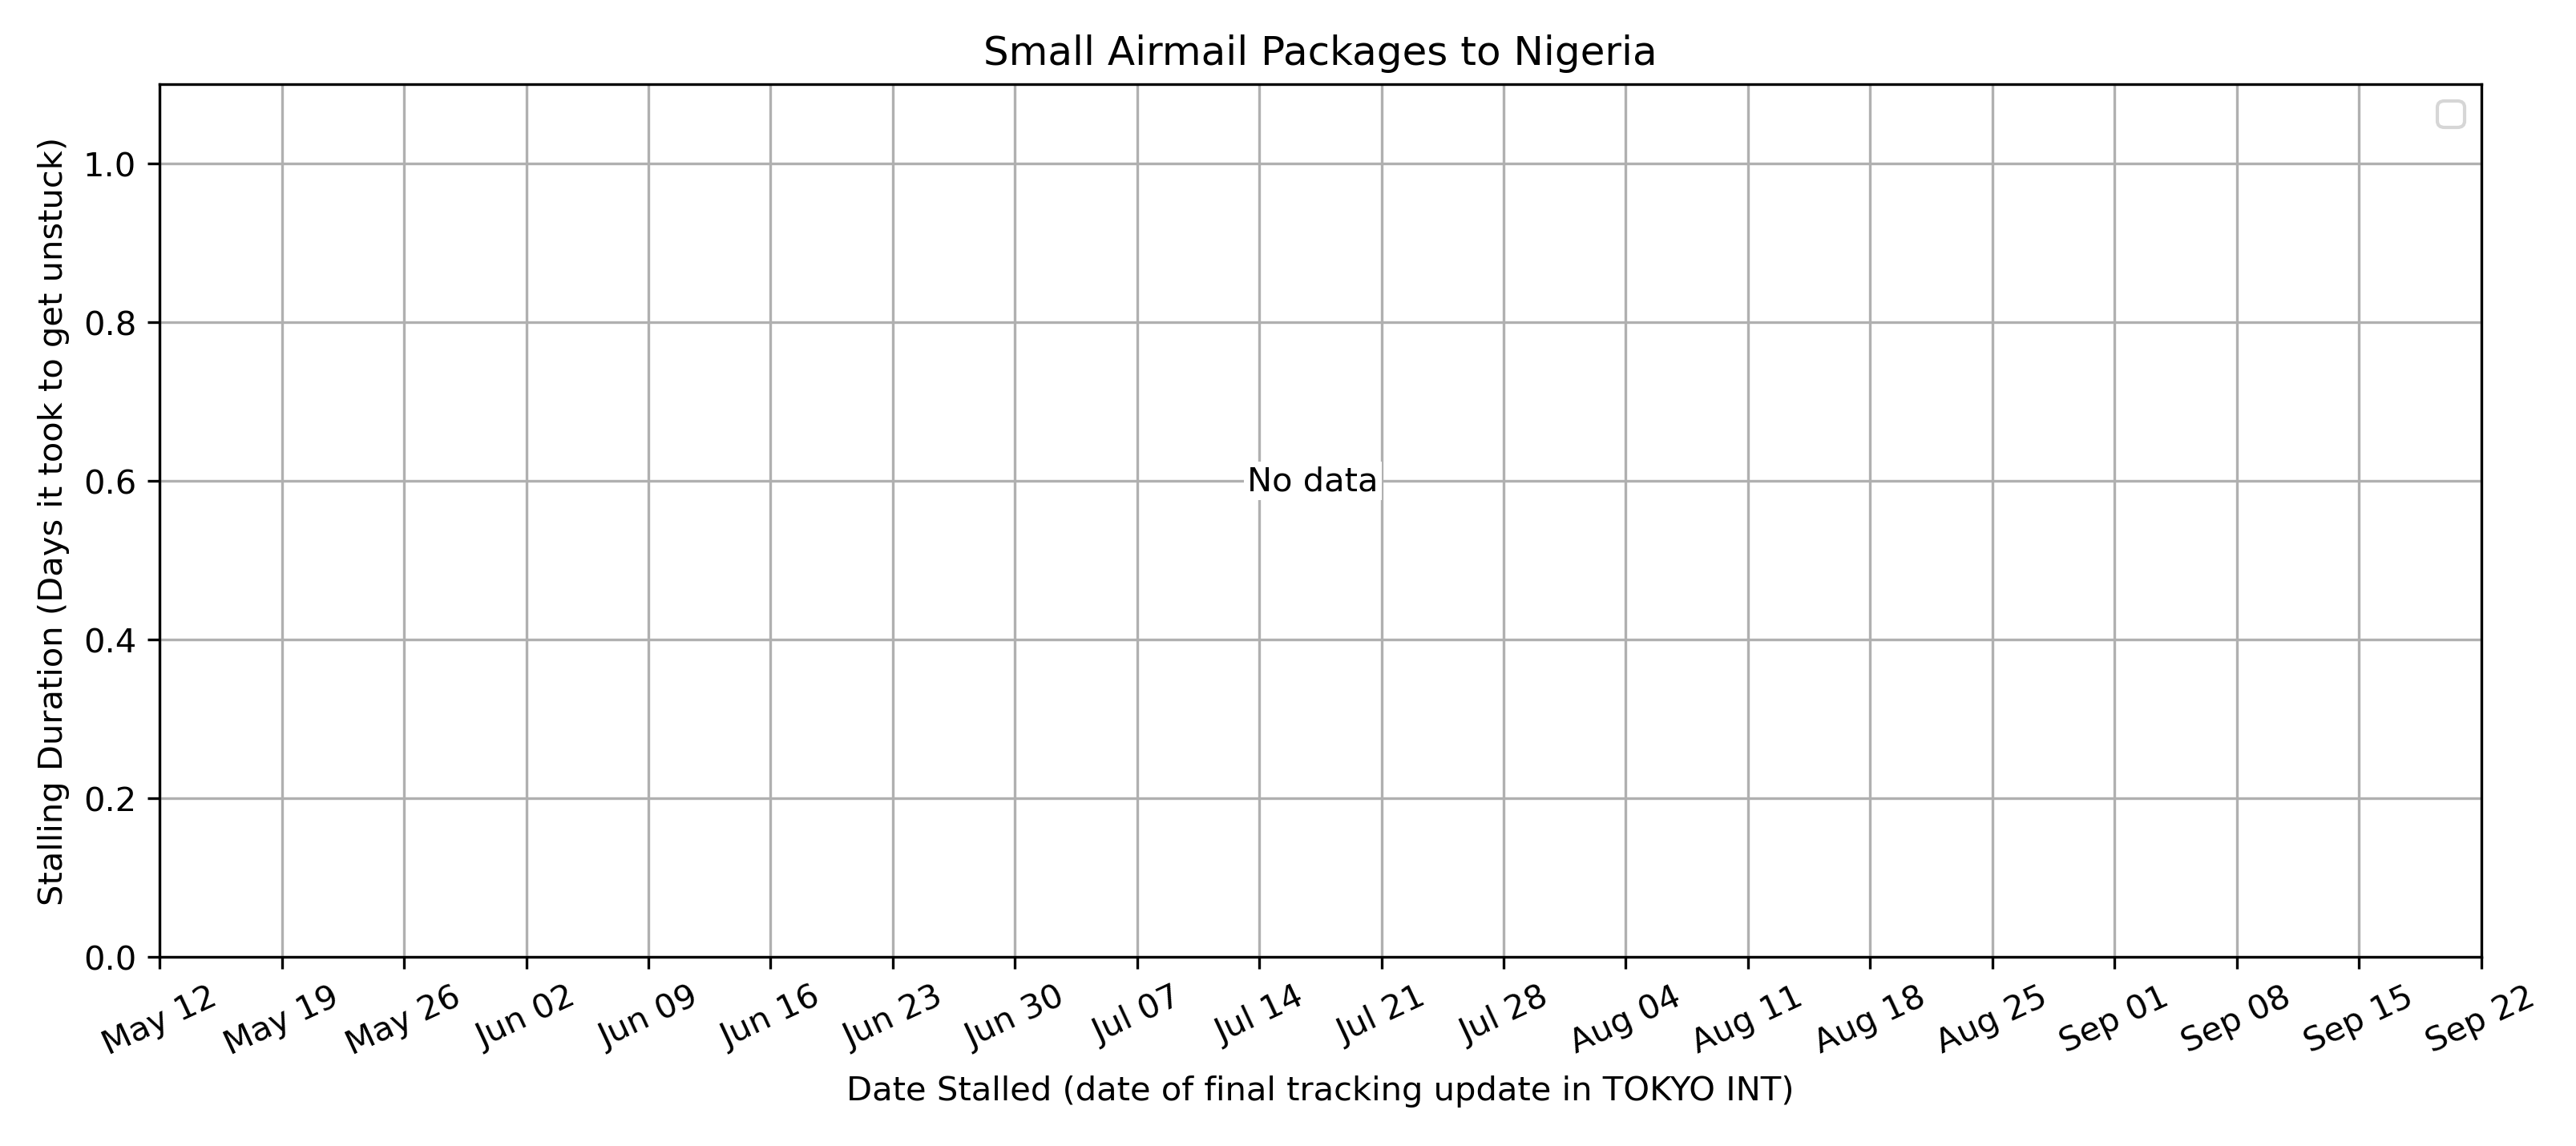 Small Airmail Packages to Nigeria
Stalling Duration (Days it took to get unstuck)
1.0
0.8
0.6
0.4
0.2
0.0
No data
May 12
May 19
May 26
Jun 02
Jun 09
Jun 16
Jun 23
Jun 30
Jul 07
Jul 14
Jul 21
Jul 28
Aug 04
Aug 11
Aug 18
Aug 25
Sep 01
Sep 08
Sep 15
Sep 22
Date Stalled (date of final tracking update in TOKYO INT)